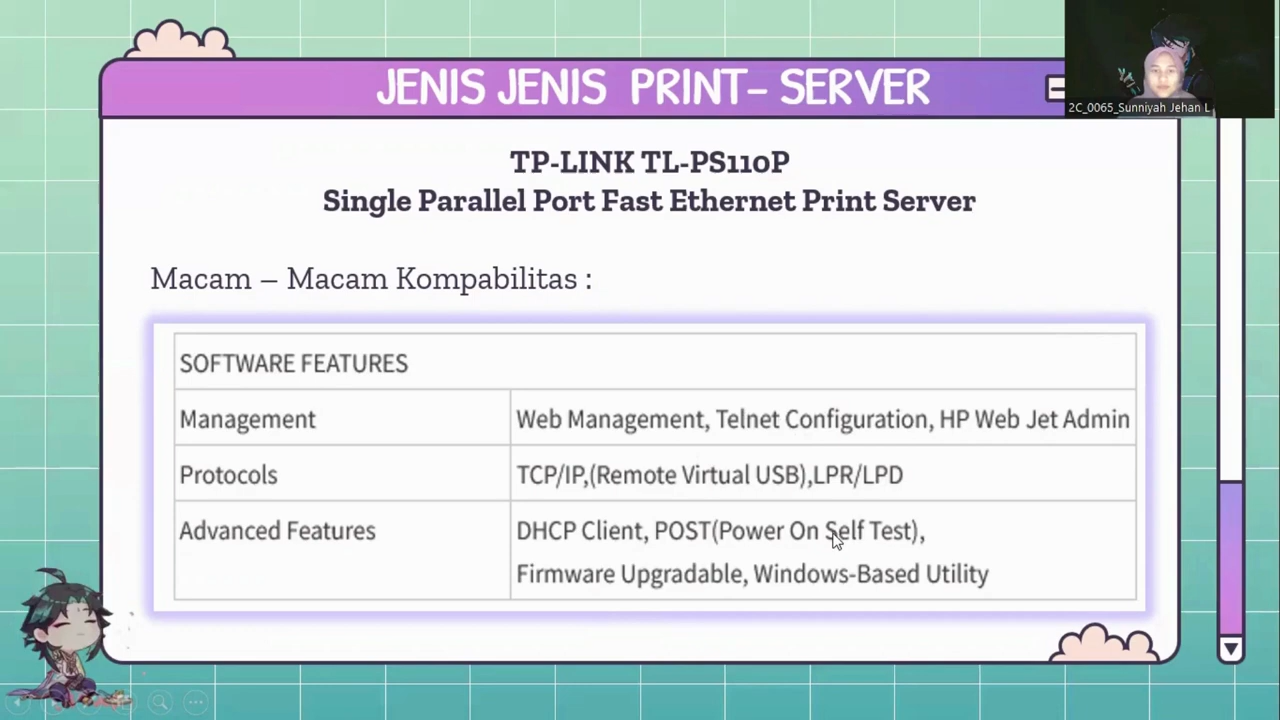 JENIS JENIS PRINT- SERVER
2C_0065_Sunniyah Jehan L
TP-LINK TL-PS110P
Single Parallel Port Fast Ethernet Print Server
Macam – Macam Kompabilitas :
SOFTWARE FEATURES
Management Web Management, Telnet Configuration, HP Web Jet Admin
Protocols TCP/IP,(Remote Virtual USB),LPR/LPD
Advanced Features DHCP Client, POST(Power On Self Test),
Firmware Upgradable, Windows-Based Utility